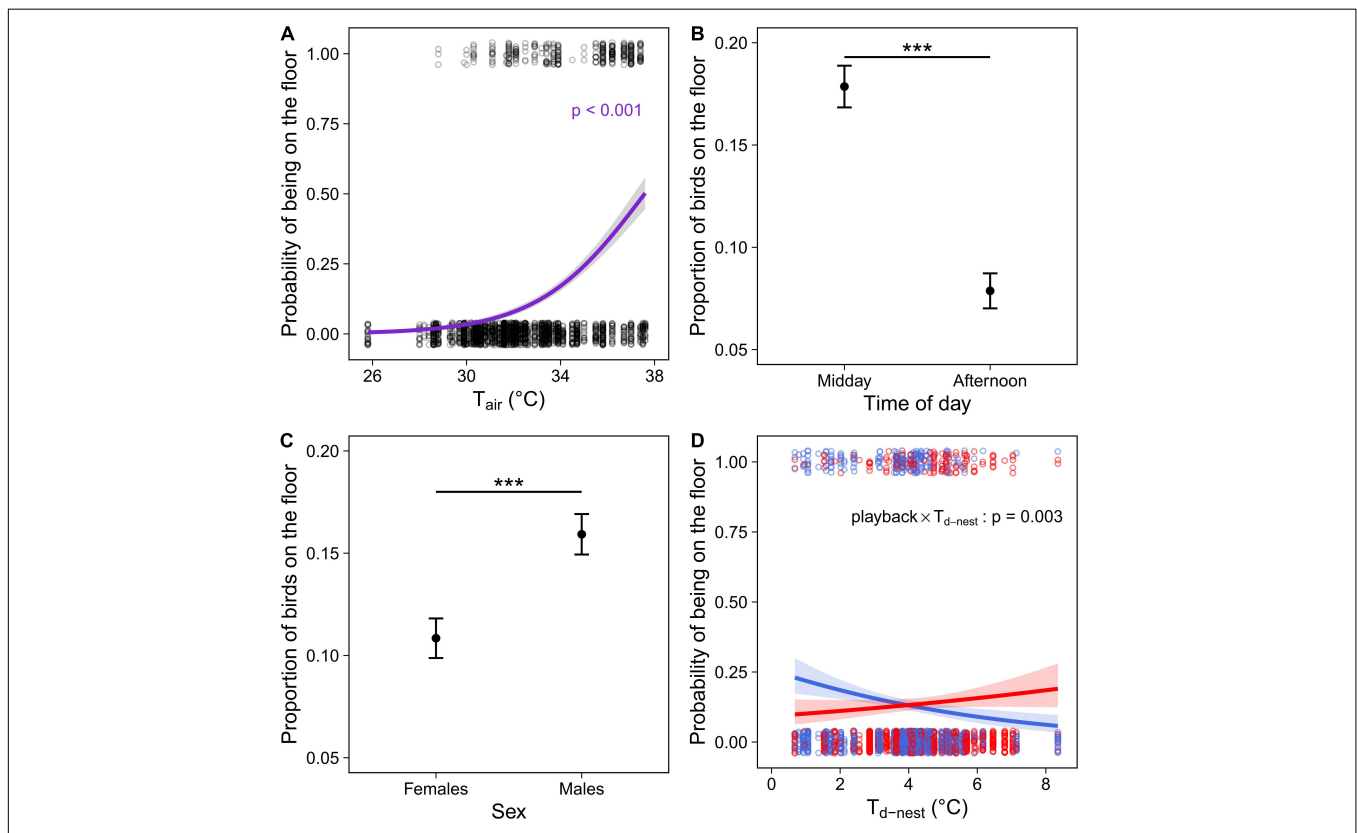 A
Probability of being on the floor
1.00
0.75
0.50
0.25
0.00
p < 0.001
26
30
34
38
T_air (°C)
B
Proportion of birds on the floor
0.20
0.15
0.10
0.05
***
Midday
Afternoon
Time of day
C
Proportion of birds on the floor
0.20
0.15
0.10
0.05
***
Females
Males
Sex
D
Probability of being on the floor
1.00
0.75
0.50
0.25
0.00
playback × T_d−nest : p = 0.003
0
2
4
6
8
T_d−nest (°C)